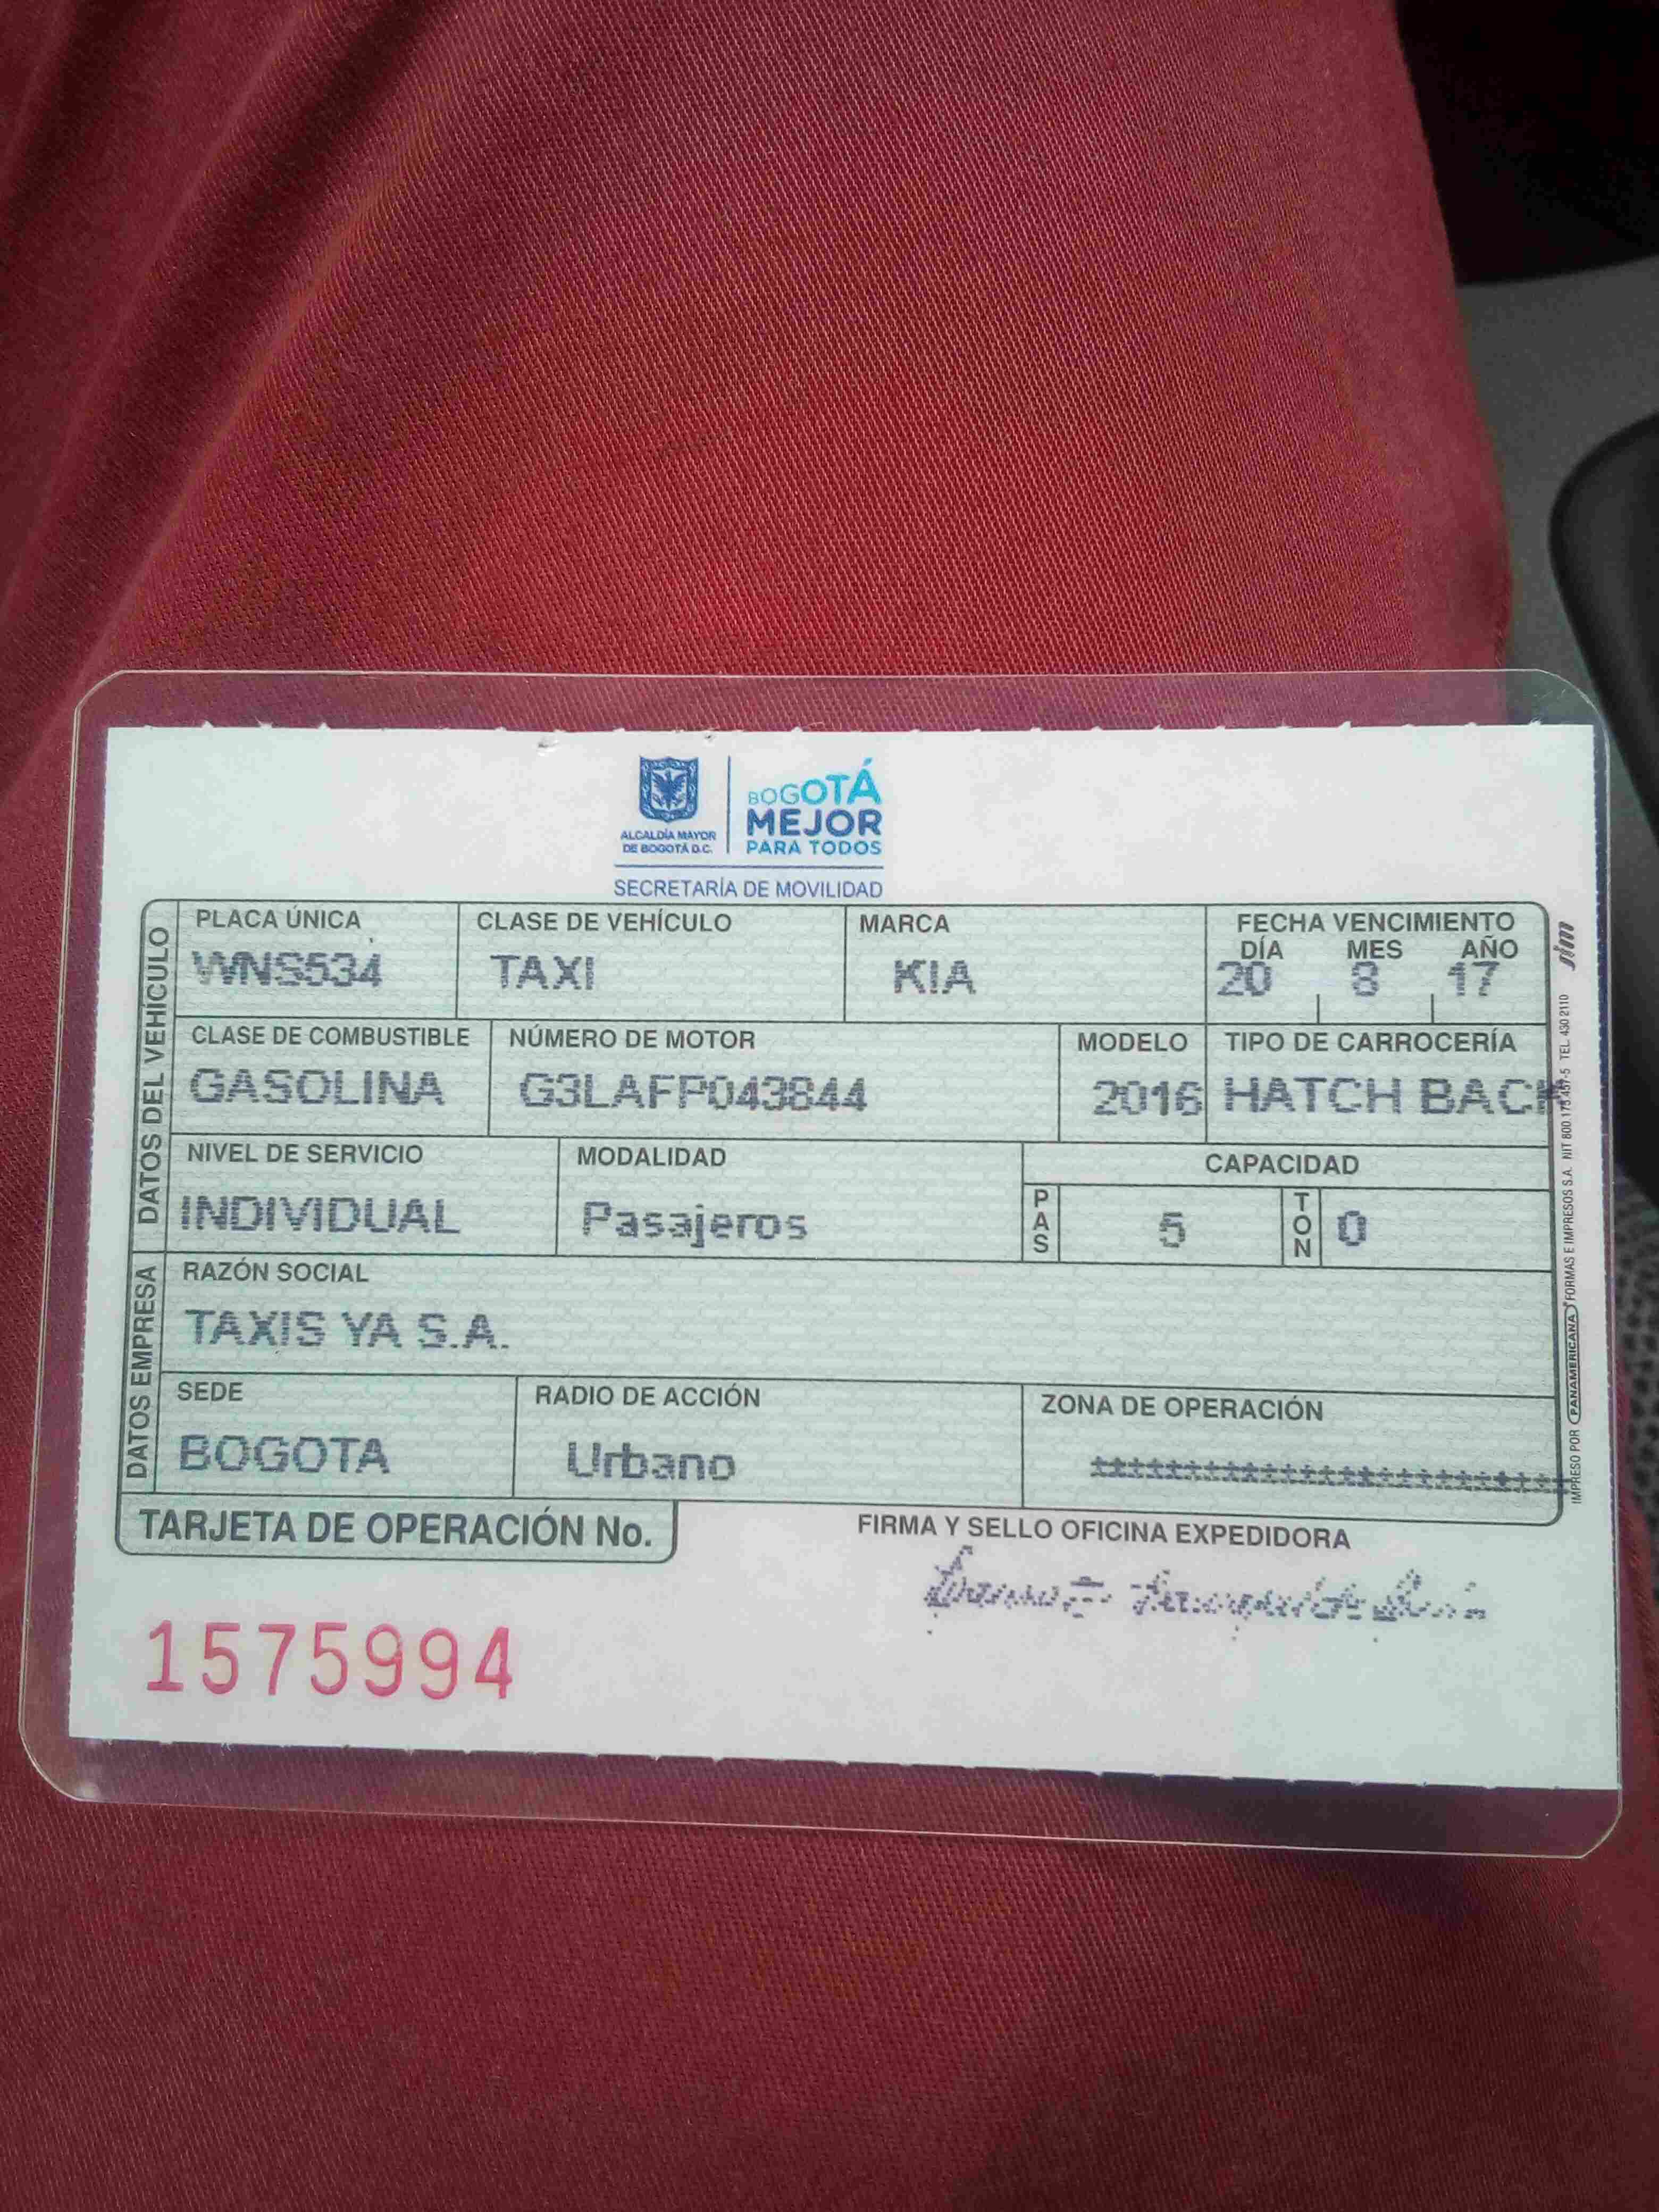 ALCALDÍA MAYOR
DE BOGOTÁ D.C.
BOGOTÁ
MEJOR
PARA TODOS
SECRETARÍA DE MOVILIDAD
DATOS DEL VEHÍCULO
PLACA ÚNICA CLASE DE VEHÍCULO MARCA FECHA VENCIMIENTO
DÍA MES AÑO
WNS534 TAXI KIA 20 8 17
CLASE DE COMBUSTIBLE NÚMERO DE MOTOR MODELO TIPO DE CARROCERÍA
GASOLINA G3LAFP043844 2016 HATCH BACK
NIVEL DE SERVICIO MODALIDAD CAPACIDAD
INDIVIDUAL Pasajeros PAS 5 TON 0
DATOS EMPRESA
RAZÓN SOCIAL
TAXIS YA S.A.
SEDE RADIO DE ACCIÓN ZONA DE OPERACIÓN
BOGOTA Urbano
TARJETA DE OPERACIÓN No. FIRMA Y SELLO OFICINA EXPEDIDORA
1575994
IMPRESO POR PANAMERICANA FORMAS E IMPRESOS S.A. NIT 800 175.457-5 TEL 430 2110
sim